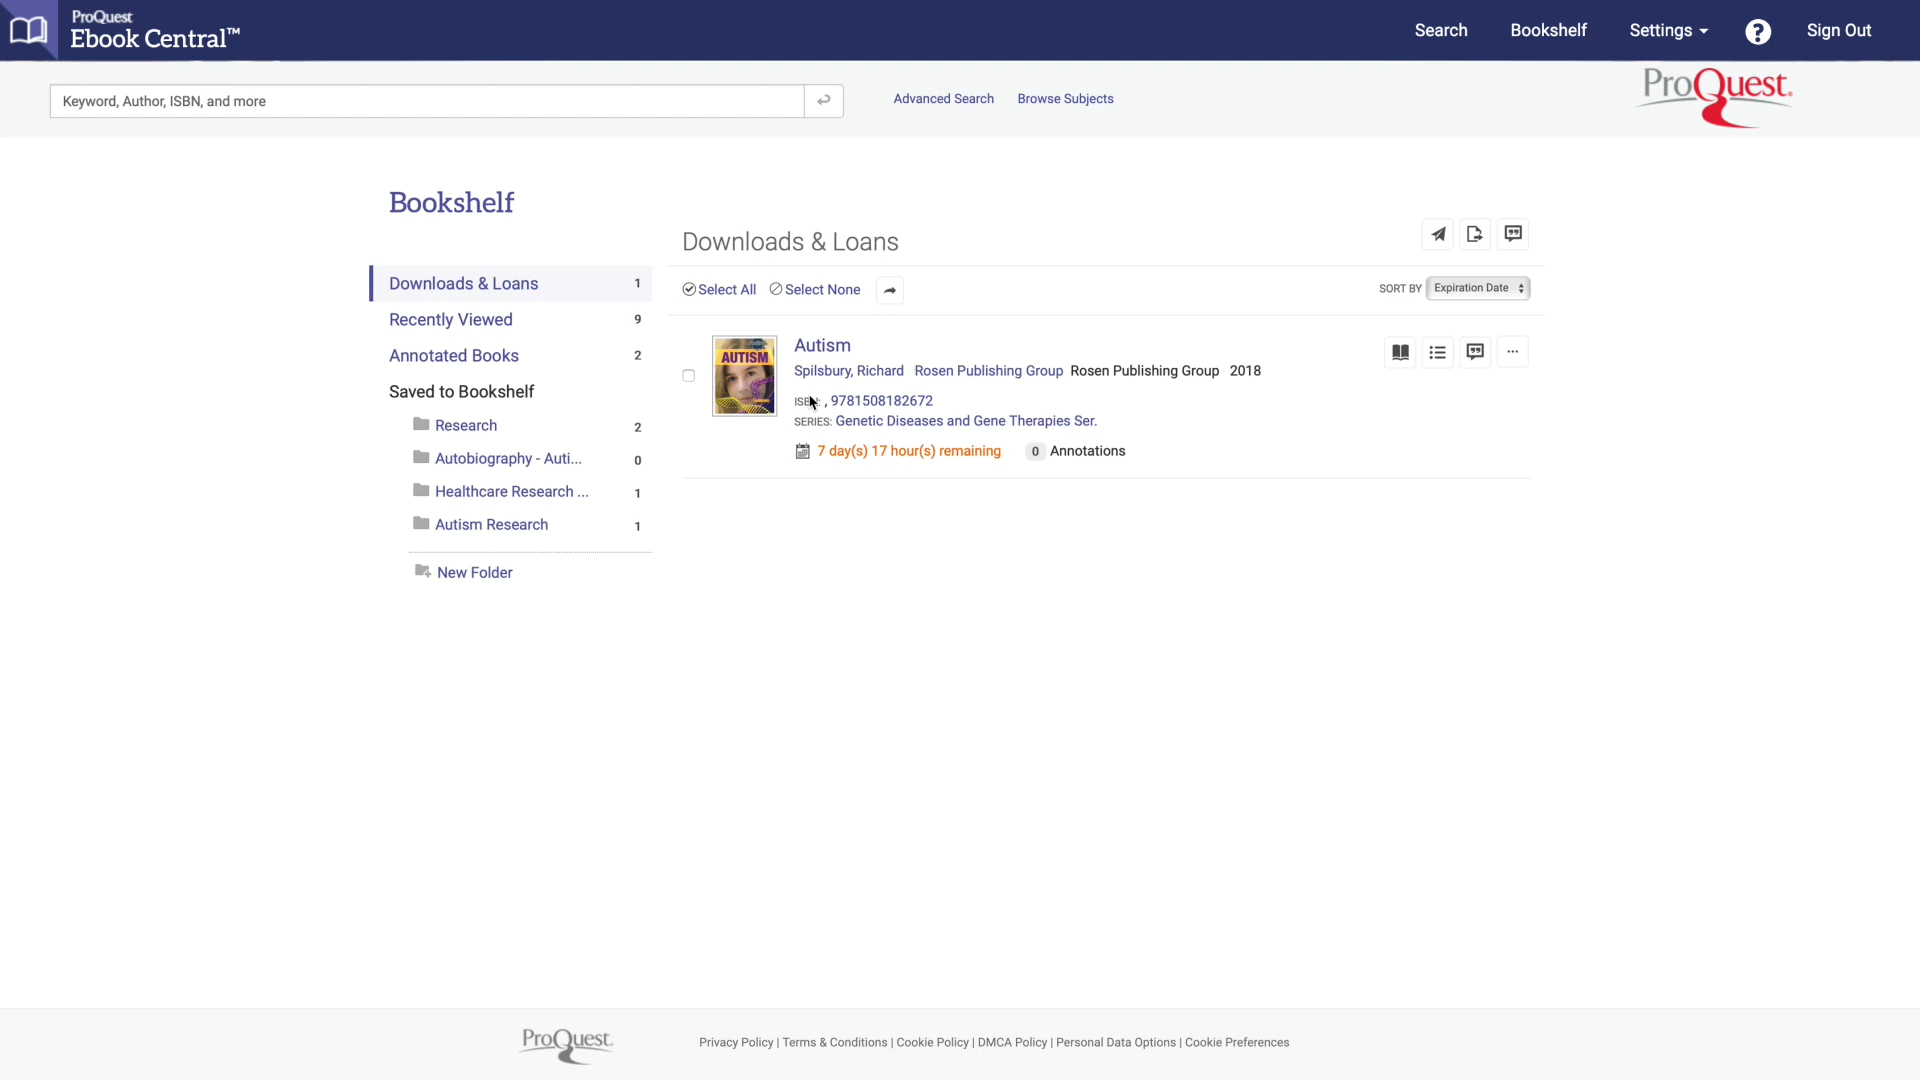 ProQuest
Ebook Central™
Search Bookshelf Settings ? Sign Out
Keyword, Author, ISBN, and more
Advanced Search Browse Subjects
ProQuest.
Bookshelf
Downloads & Loans 1
Recently Viewed 9
Annotated Books 2
Saved to Bookshelf
Research 2
Autobiography - Auti... 0
Healthcare Research ... 1
Autism Research 1
New Folder
Downloads & Loans
Select All Select None
SORT BY Expiration Date
AUTISM
Autism
Spilsbury, Richard Rosen Publishing Group Rosen Publishing Group 2018
, 9781508182672
SERIES: Genetic Diseases and Gene Therapies Ser.
7 day(s) 17 hour(s) remaining 0 Annotations
ProQuest.
Privacy Policy | Terms & Conditions | Cookie Policy | DMCA Policy | Personal Data Options | Cookie Preferences